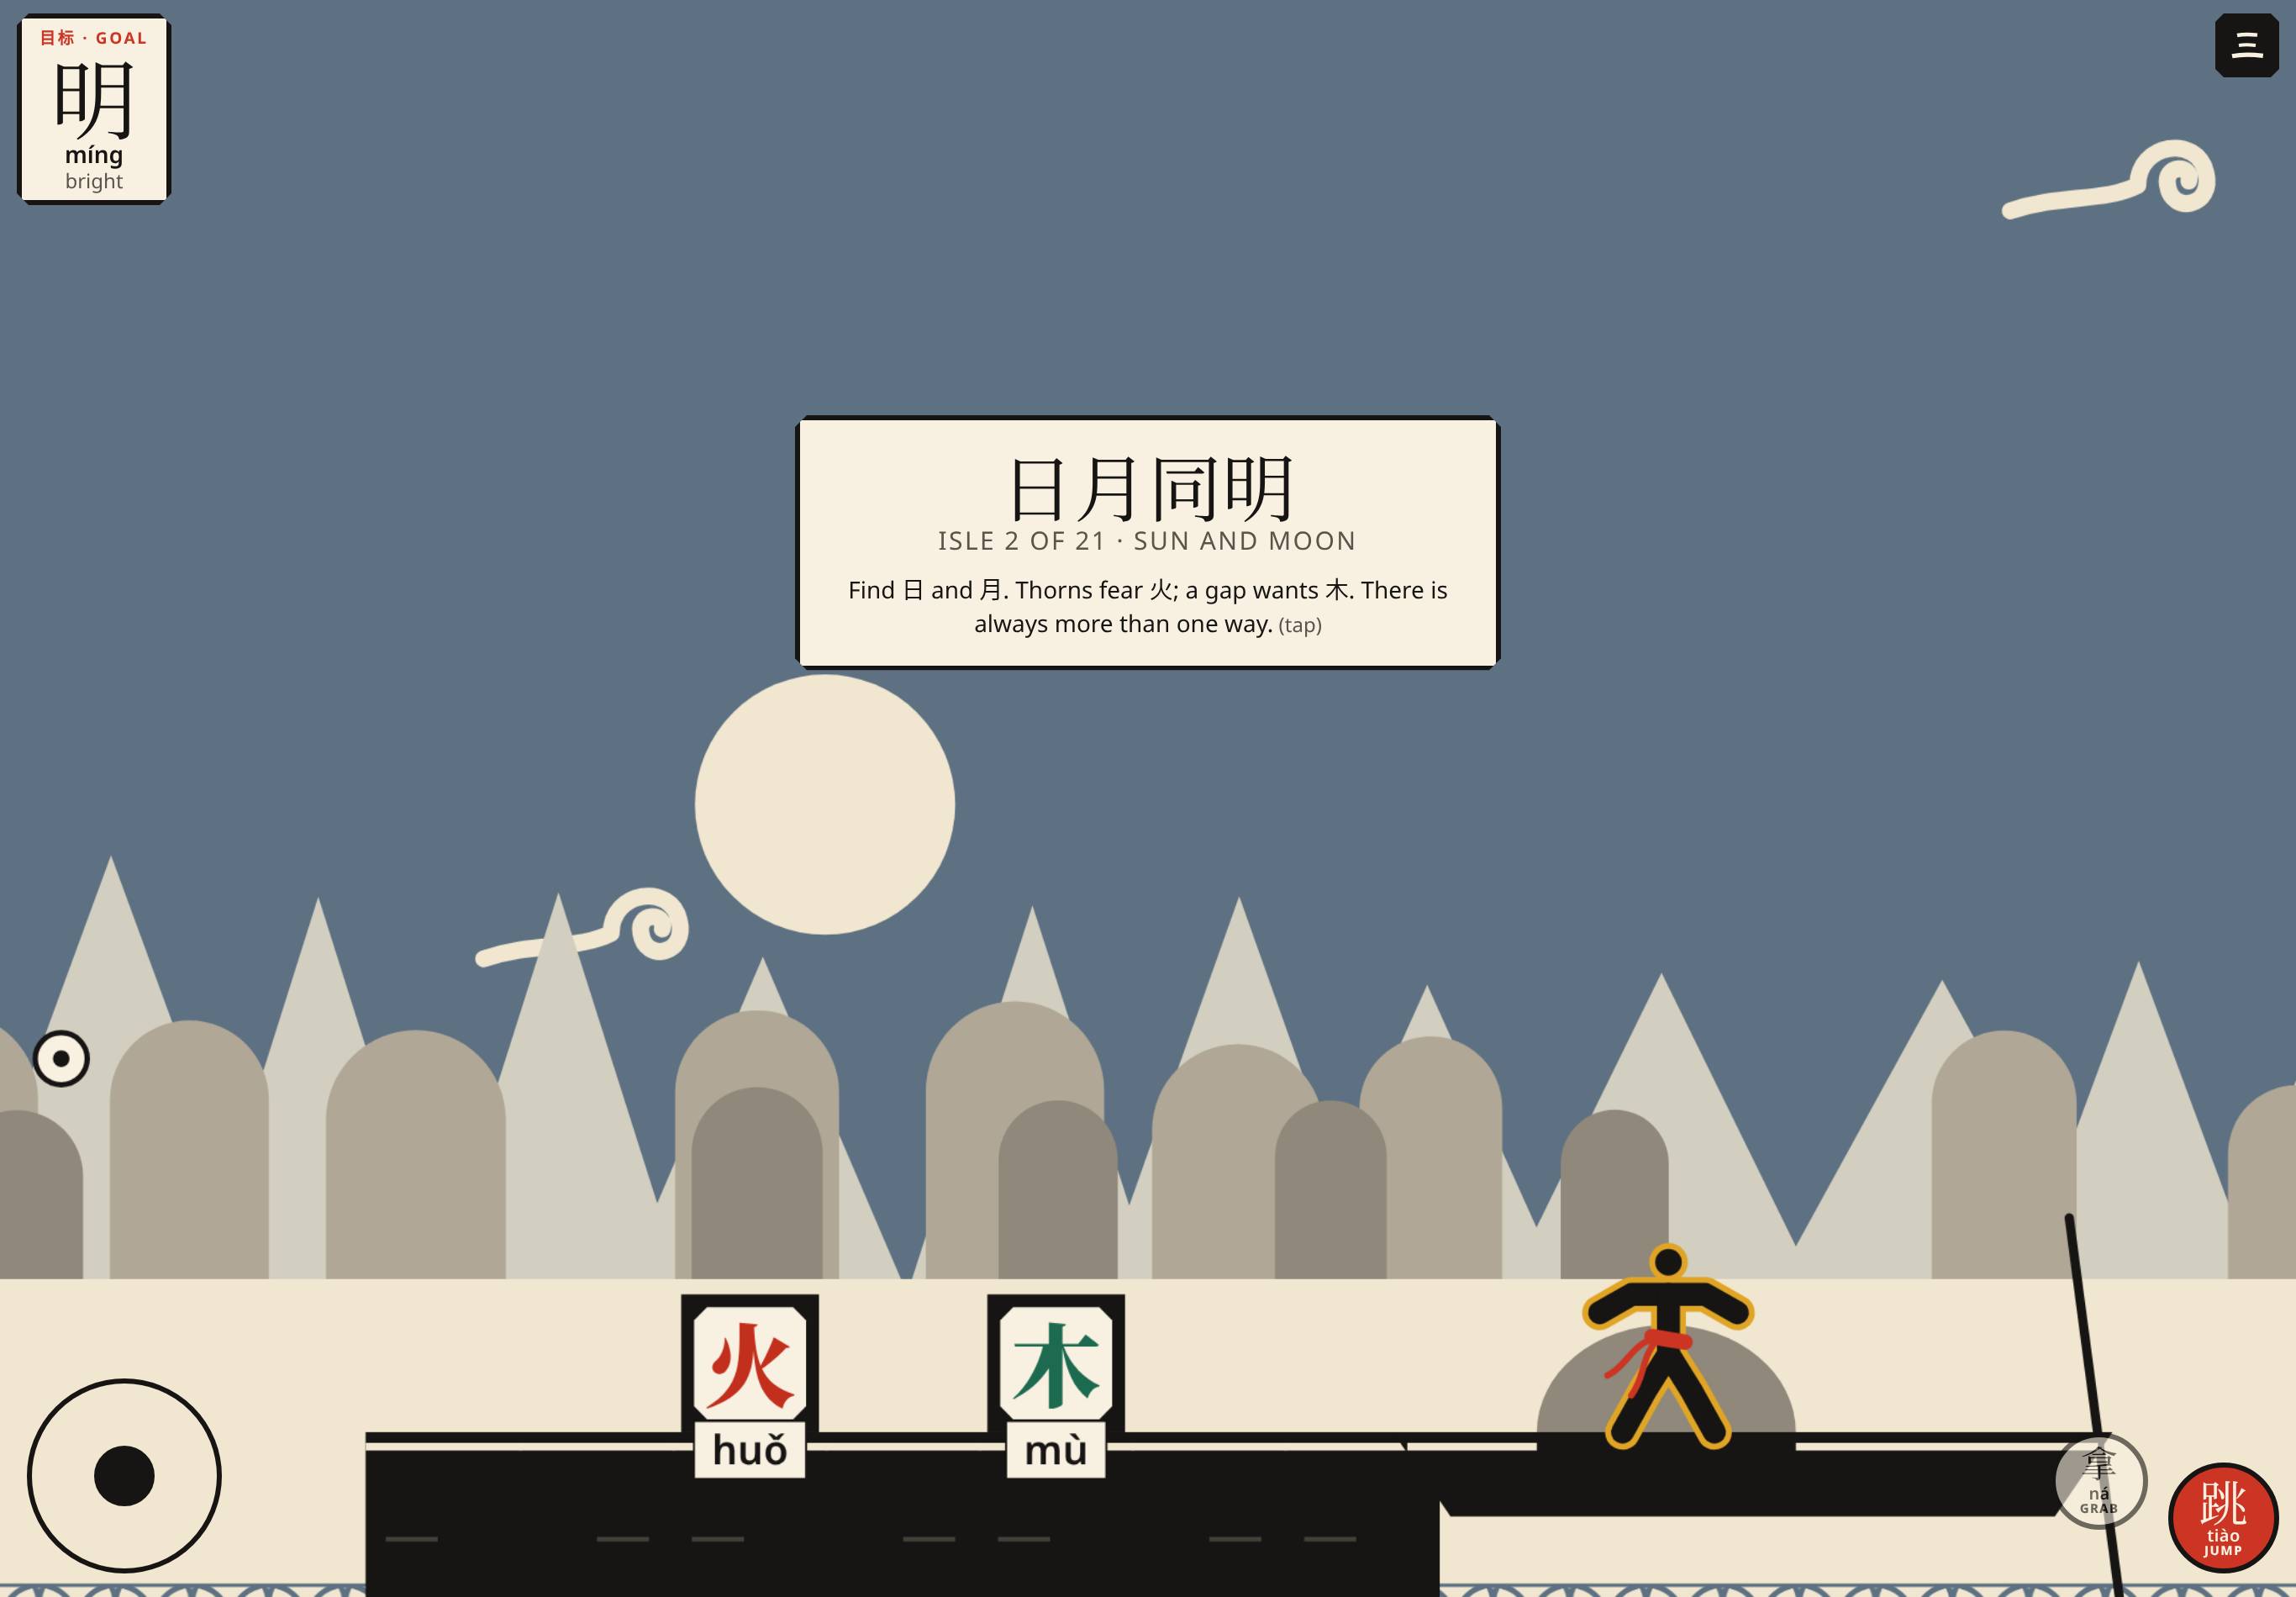 目标 · GOAL
明
míng
bright
三
日月同明
ISLE 2 OF 21 · SUN AND MOON
Find 日 and 月. Thorns fear 火; a gap wants 木. There is
always more than one way. (tap)
火
huǒ
木
mù
拿
ná
GRAB
跳
tiào
JUMP